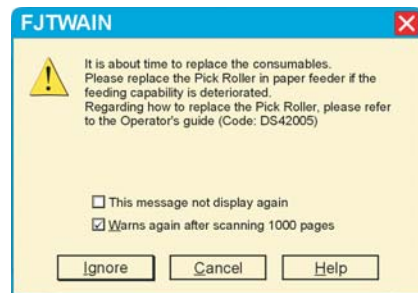 FJTWAIN
It is about time to replace the consumables.
Please replace the Pick Roller in paper feeder if the
feeding capability is deteriorated.
Regarding how to replace the Pick Roller, please refer
to the Operator's guide (Code: DS42005)
This message not display again
Warns again after scanning 1000 pages
Ignore
Cancel
Help